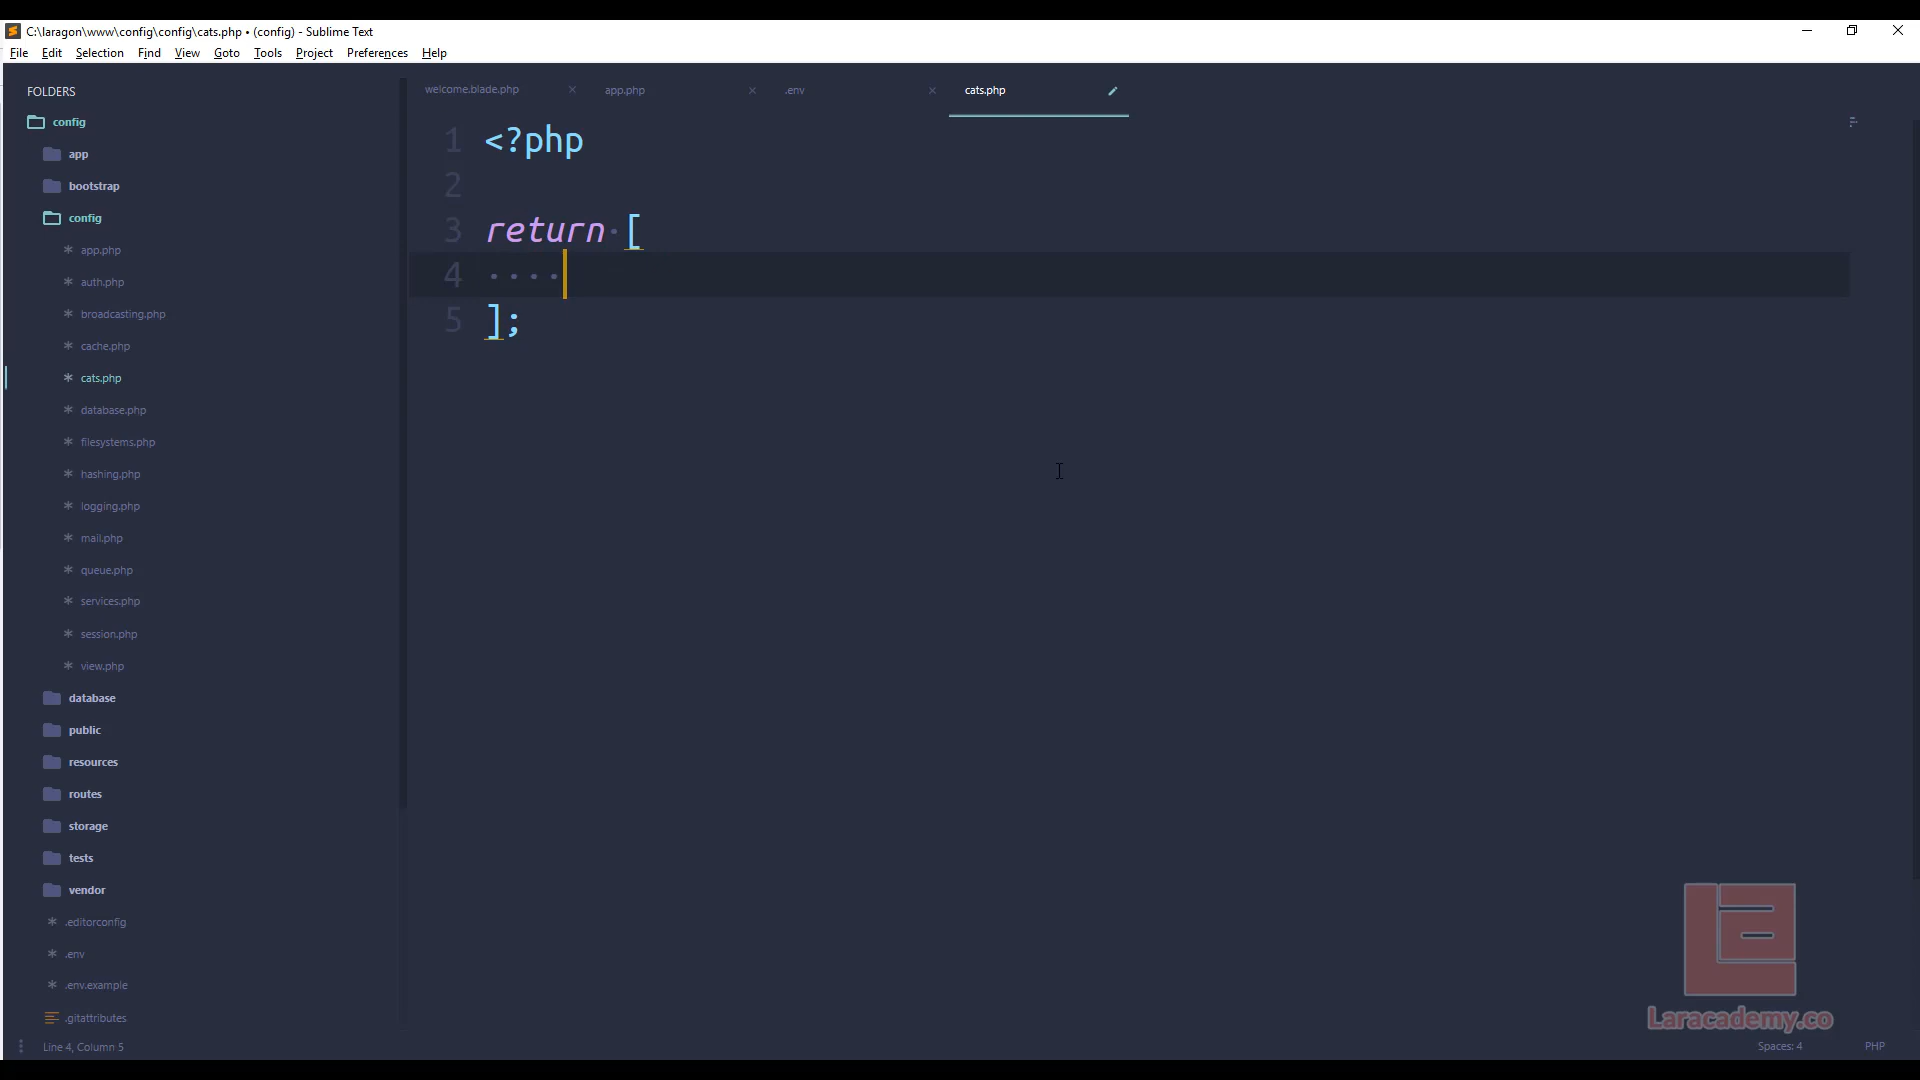 C:\laragon\www\config\config\cats.php • (config) - Sublime Text
File Edit Selection Find View Goto Tools Project Preferences Help
FOLDERS
config
app
bootstrap
config
app.php
auth.php
broadcasting.php
cache.php
cats.php
database.php
filesystems.php
hashing.php
logging.php
mail.php
queue.php
services.php
session.php
view.php
database
public
resources
routes
storage
tests
vendor
.editorconfig
.env
.env.example
.gitattributes
welcome.blade.php app.php .env cats.php
1 <?php
2
3 return [
4
5 ];
Laracademy.co
Line 4, Column 5 Spaces: 4 PHP